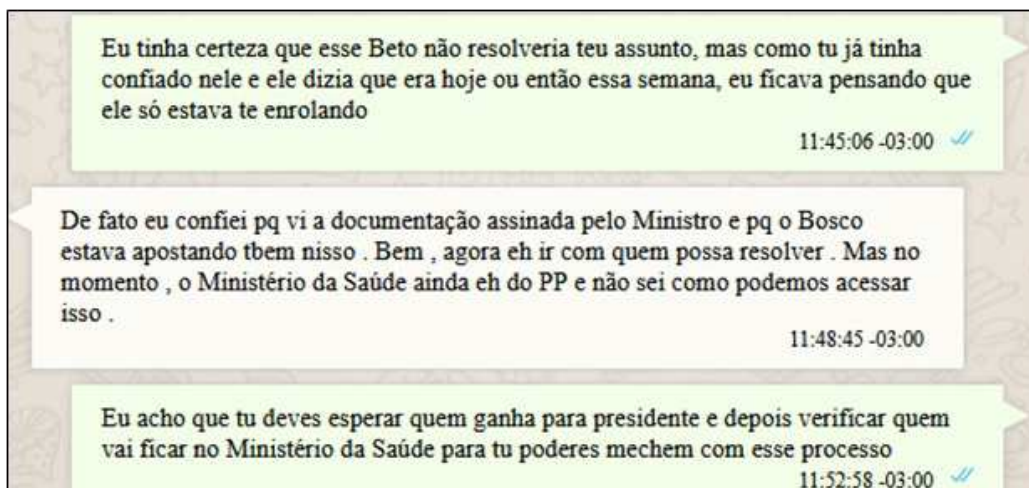 Eu tinha certeza que esse Beto não resolveria teu assunto, mas como tu já tinha
confiado nele e ele dizia que era hoje ou então essa semana, eu ficava pensando que
ele só estava te enrolando
11:45:06 -03:00
De fato eu confiei pq vi a documentação assinada pelo Ministro e pq o Bosco
estava apostando tbem nisso . Bem , agora eh ir com quem possa resolver . Mas no
momento , o Ministério da Saúde ainda eh do PP e não sei como podemos acessar
isso .
11:48:45 -03:00
Eu acho que tu deves esperar quem ganha para presidente e depois verificar quem
vai ficar no Ministério da Saúde para tu poderes mechem com esse processo
11:52:58 -03:00